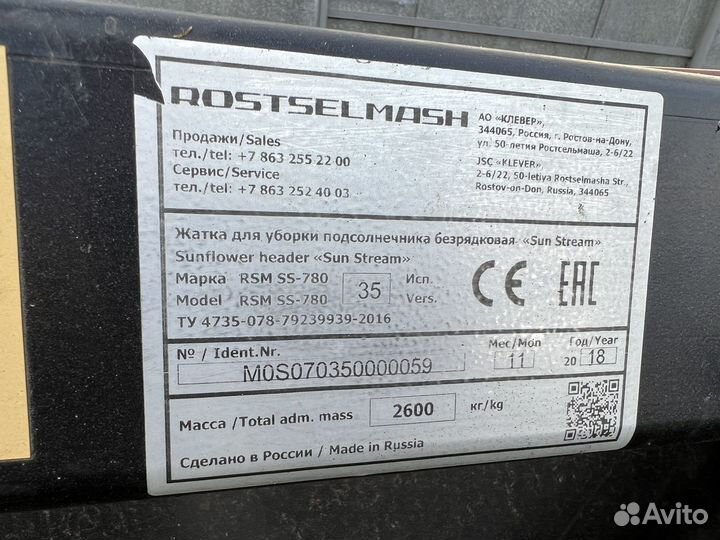 ROSTSELMASH
Продажи/Sales
тел./tel: +7 863 255 22 00
Сервис/Service
тел./tel: +7 863 252 40 03
АО «КЛЕВЕР»,
344065, Россия, г. Ростов-на-Дону,
ул. 50-летия Ростсельмаша, 2-6/22
JSC «KLEVER»,
2-6/22, 50-letiya Rostselmasha Str.,
Rostov-on-Don, Russia, 344065
Жатка для уборки подсолнечника безрядковая «Sun Stream»
Sunflower header «Sun Stream»
Марка RSM SS-780 35 Исп.
Model RSM SS-780 Vers.
CE EAC
ТУ 4735-078-79239939-2016
№ / Ident.Nr. Мес/Mon Год/Year
M0S070350000059 11 20 18
Масса /Total adm. mass 2600 кг/kg
Сделано в России / Made in Russia
Avito